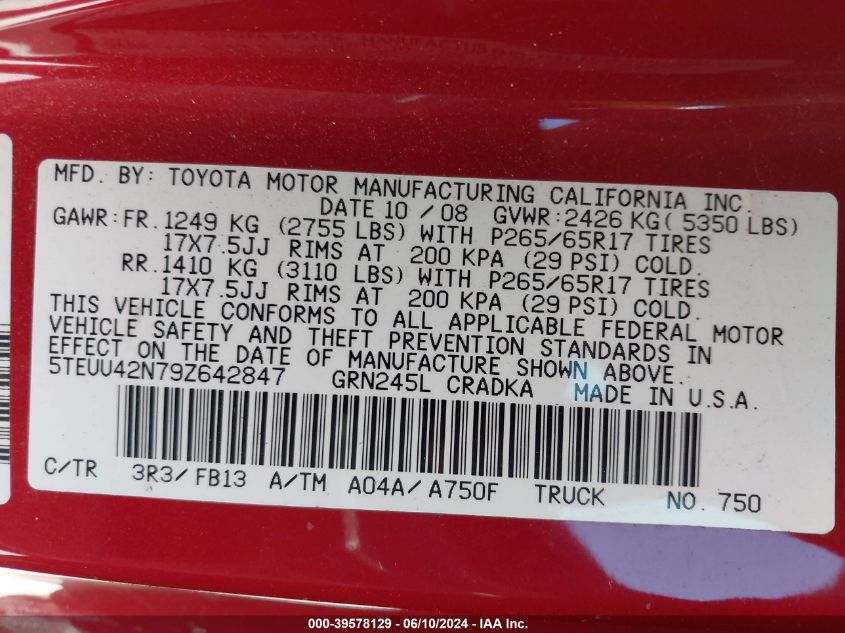 MFD. BY: TOYOTA MOTOR MANUFACTURING CALIFORNIA INC.
DATE 10 / 08 GVWR: 2426 KG( 5350 LBS)
GAWR: FR. 1249 KG (2755 LBS) WITH P265/65R17 TIRES
17X7.5JJ RIMS AT 200 KPA (29 PSI) COLD.
RR. 1410 KG (3110 LBS) WITH P265/65R17 TIRES
17X7.5JJ RIMS AT 200 KPA (29 PSI) COLD.
THIS VEHICLE CONFORMS TO ALL APPLICABLE FEDERAL MOTOR
VEHICLE SAFETY AND THEFT PREVENTION STANDARDS IN
EFFECT ON THE DATE OF MANUFACTURE SHOWN ABOVE.
5TEUU42N79Z642847 GRN245L CRADKA MADE IN U.S.A.
C/TR 3R3/ FB13 A/TM A04A/ A750F TRUCK NO. 750
000-39578129 - 06/10/2024 - IAA Inc.